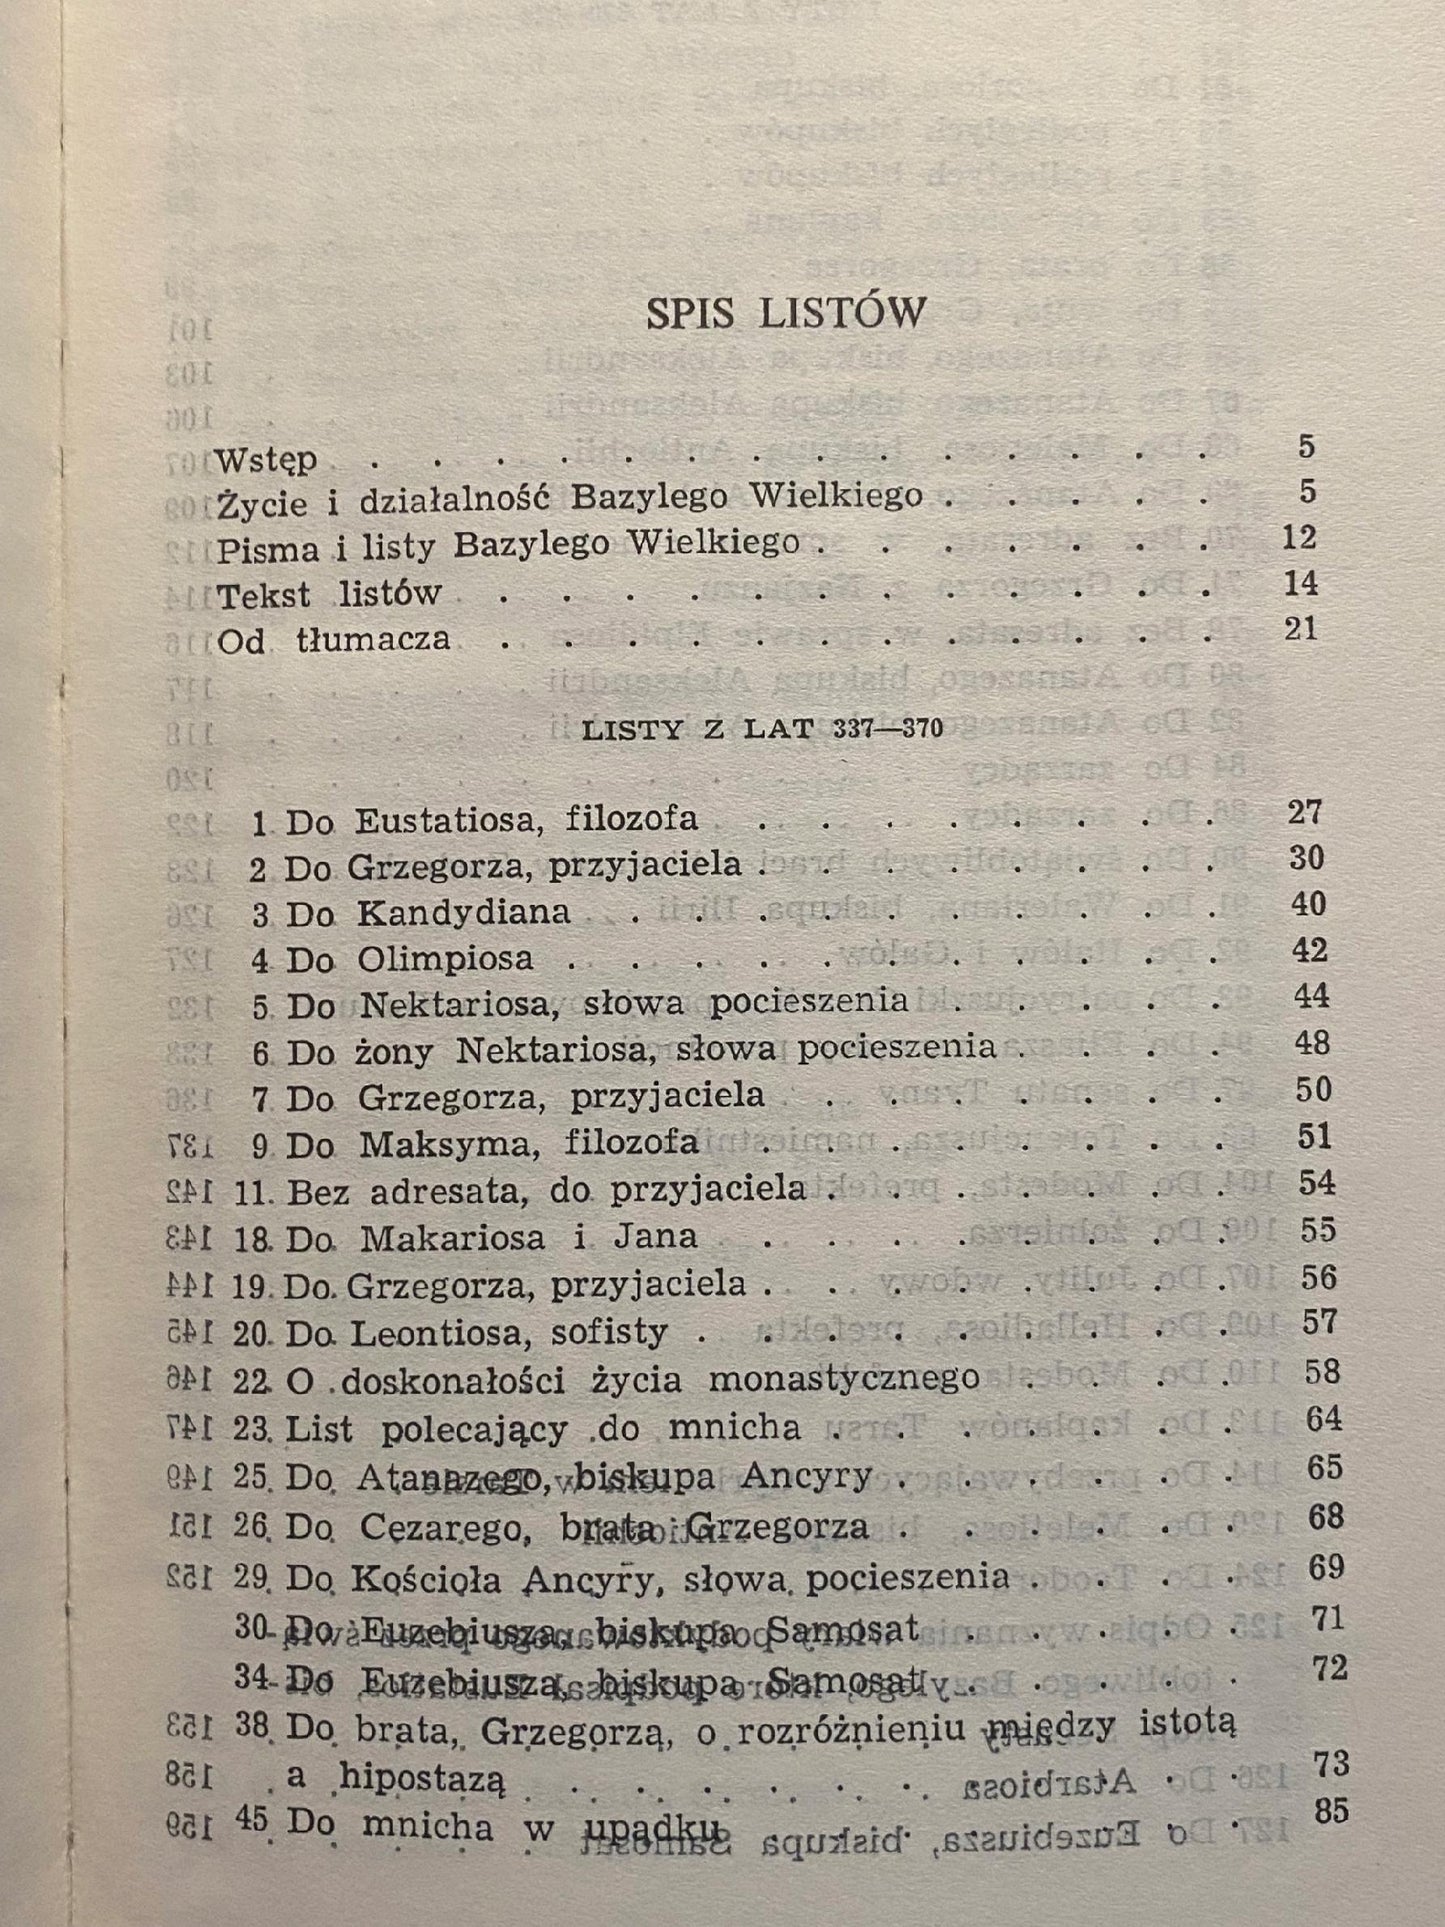 SPIS LISTÓW
Wstęp . . . . . . . . . . . . . . 5
Życie i działalność Bazylego Wielkiego . . . . . 5
Pisma i listy Bazylego Wielkiego . . . . . . . 12
Tekst listów . . . . . . . . . . . . 14
Od tłumacza . . . . . . . . . . . . 21
LISTY Z LAT 337—370
1 Do Eustatiosa, filozofa . . . . . . . . 27
2 Do Grzegorza, przyjaciela . . . . . . . . 30
3 Do Kandydiana . . . . . . . . . . 40
4 Do Olimpiosa . . . . . . . . . . . 42
5 Do Nektariosa, słowa pocieszenia . . . . . 44
6 Do żony Nektariosa, słowa pocieszenia . . . . 48
7 Do Grzegorza, przyjaciela . . . . . . . 50
9 Do Maksyma, filozofa . . . . . . . . 51
11 Bez adresata, do przyjaciela . . . . . . . 54
18 Do Makariosa i Jana . . . . . . . . 55
19 Do Grzegorza, przyjaciela . . . . . . . . 56
20 Do Leontiosa, sofisty . . . . . . . . . 57
22 O doskonałości życia monastycznego . . . . 58
23 List polecający do mnicha . . . . . . . 64
25 Do Atanazego, biskupa Ancyry . . . . . . 65
26 Do Cezarego, brata Grzegorza . . . . . . 68
29 Do Kościoła Ancyry, słowa pocieszenia . . . . 69
30 Do Euzebiusza, biskupa Samosat . . . . . 71
34 Do Euzebiusza, biskupa Samosat . . . . . 72
38 Do brata, Grzegorza, o rozróżnieniu między istotą
a hipostazą . . . . . . . . . . . 73
45 Do mnicha w upadku . . . . . . . . 85